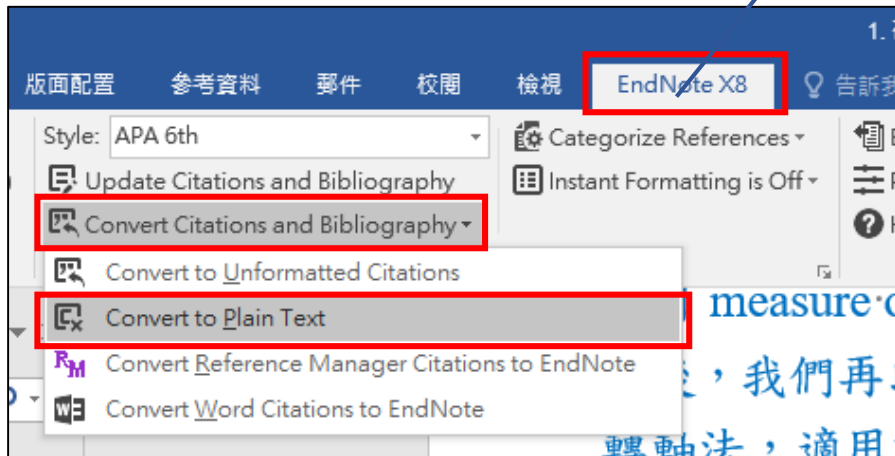 1.
版面配置 參考資料 郵件 校閱 檢視 EndNote X8 告訴我
Style: APA 6th Categorize References
Update Citations and Bibliography Instant Formatting is Off
Convert Citations and Bibliography
Convert to Unformatted Citations
Convert to Plain Text measure
Convert Reference Manager Citations to EndNote
，我們再
Convert Word Citations to EndNote
轉軸法，適用